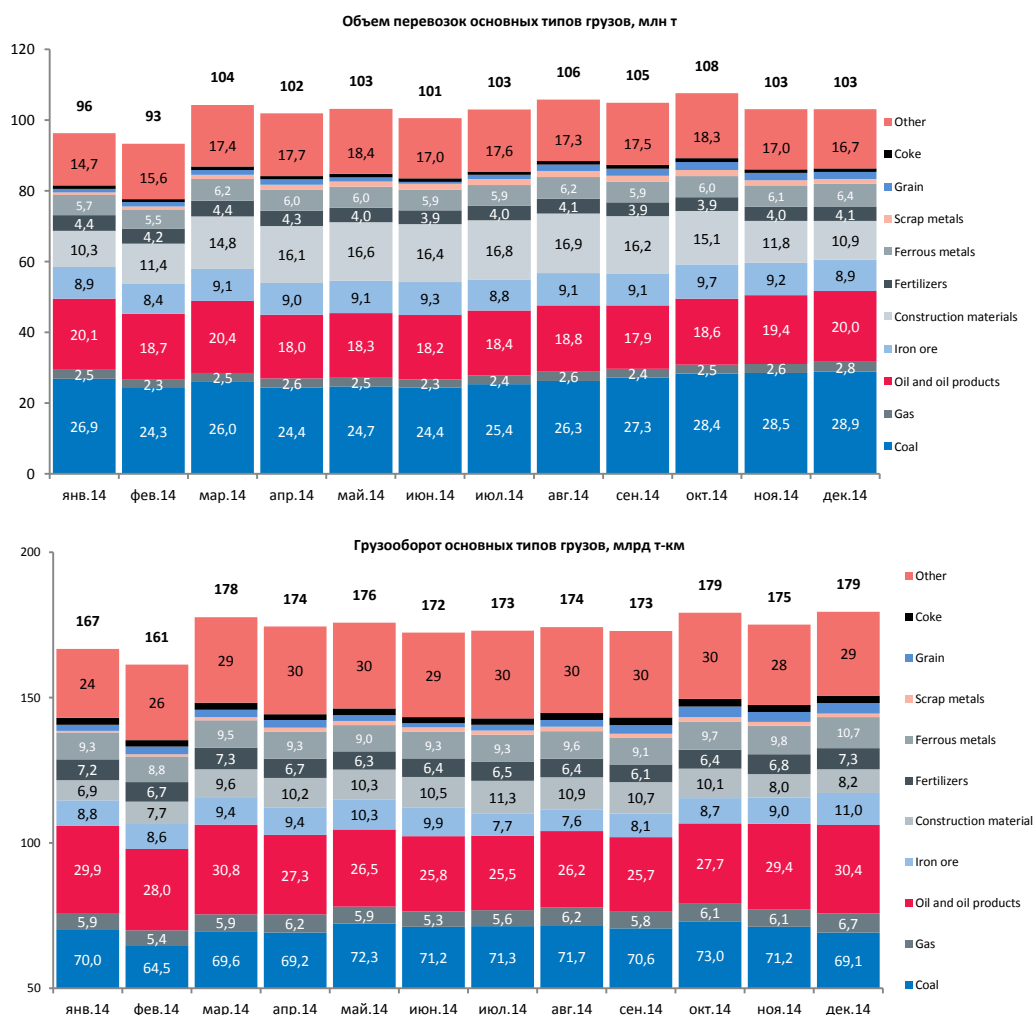 Объем перевозок основных типов грузов, млн т
120
100
80
60
40
20
0
96 93 104 102 103 101 103 106 105 108 103 103
14,7 15,6 17,4 17,7 18,4 17,0 17,6 17,3 17,5 18,3 17,0 16,7
5,7 5,5 6,2 6,0 6,0 5,9 5,9 6,2 5,9 6,0 6,1 6,4
4,4 4,2 4,4 4,3 4,0 3,9 4,0 4,1 3,9 3,9 4,0 4,1
10,3 11,4 14,8 16,1 16,6 16,4 16,8 16,9 16,2 15,1 11,8 10,9
8,9 8,4 9,1 9,0 9,1 9,3 8,8 9,1 9,1 9,7 9,2 8,9
20,1 18,7 20,4 18,0 18,3 18,2 18,4 18,8 17,9 18,6 19,4 20,0
2,5 2,3 2,5 2,6 2,5 2,3 2,4 2,6 2,4 2,5 2,6 2,8
26,9 24,3 26,0 24,4 24,7 24,4 25,4 26,3 27,3 28,4 28,5 28,9
янв.14 фев.14 мар.14 апр.14 май.14 июн.14 июл.14 авг.14 сен.14 окт.14 ноя.14 дек.14
Other
Coke
Grain
Scrap metals
Ferrous metals
Fertilizers
Construction materials
Iron ore
Oil and oil products
Gas
Coal
Грузооборот основных типов грузов, млрд т-км
200
150
100
50
167 161 178 174 176 172 173 174 173 179 175 179
24 26 29 30 30 29 30 30 30 30 28 29
9,3 8,8 9,5 9,3 9,0 9,3 9,3 9,6 9,1 9,7 9,8 10,7
7,2 6,7 7,3 6,7 6,3 6,4 6,5 6,4 6,1 6,4 6,8 7,3
6,9 7,7 9,6 10,2 10,3 10,5 11,3 10,9 10,7 10,1 8,0 8,2
8,8 8,6 9,4 9,4 10,3 9,9 7,7 7,6 8,1 8,7 9,0 11,0
29,9 28,0 30,8 27,3 26,5 25,8 25,5 26,2 25,7 27,7 29,4 30,4
5,9 5,4 5,9 6,2 5,9 5,3 5,6 6,2 5,8 6,1 6,1 6,7
70,0 64,5 69,6 69,2 72,3 71,2 71,3 71,7 70,6 73,0 71,2 69,1
янв.14 фев.14 мар.14 апр.14 май.14 июн.14 июл.14 авг.14 сен.14 окт.14 ноя.14 дек.14
Other
Coke
Grain
Scrap metals
Ferrous metals
Fertilizers
Construction material
Iron ore
Oil and oil products
Gas
Coal